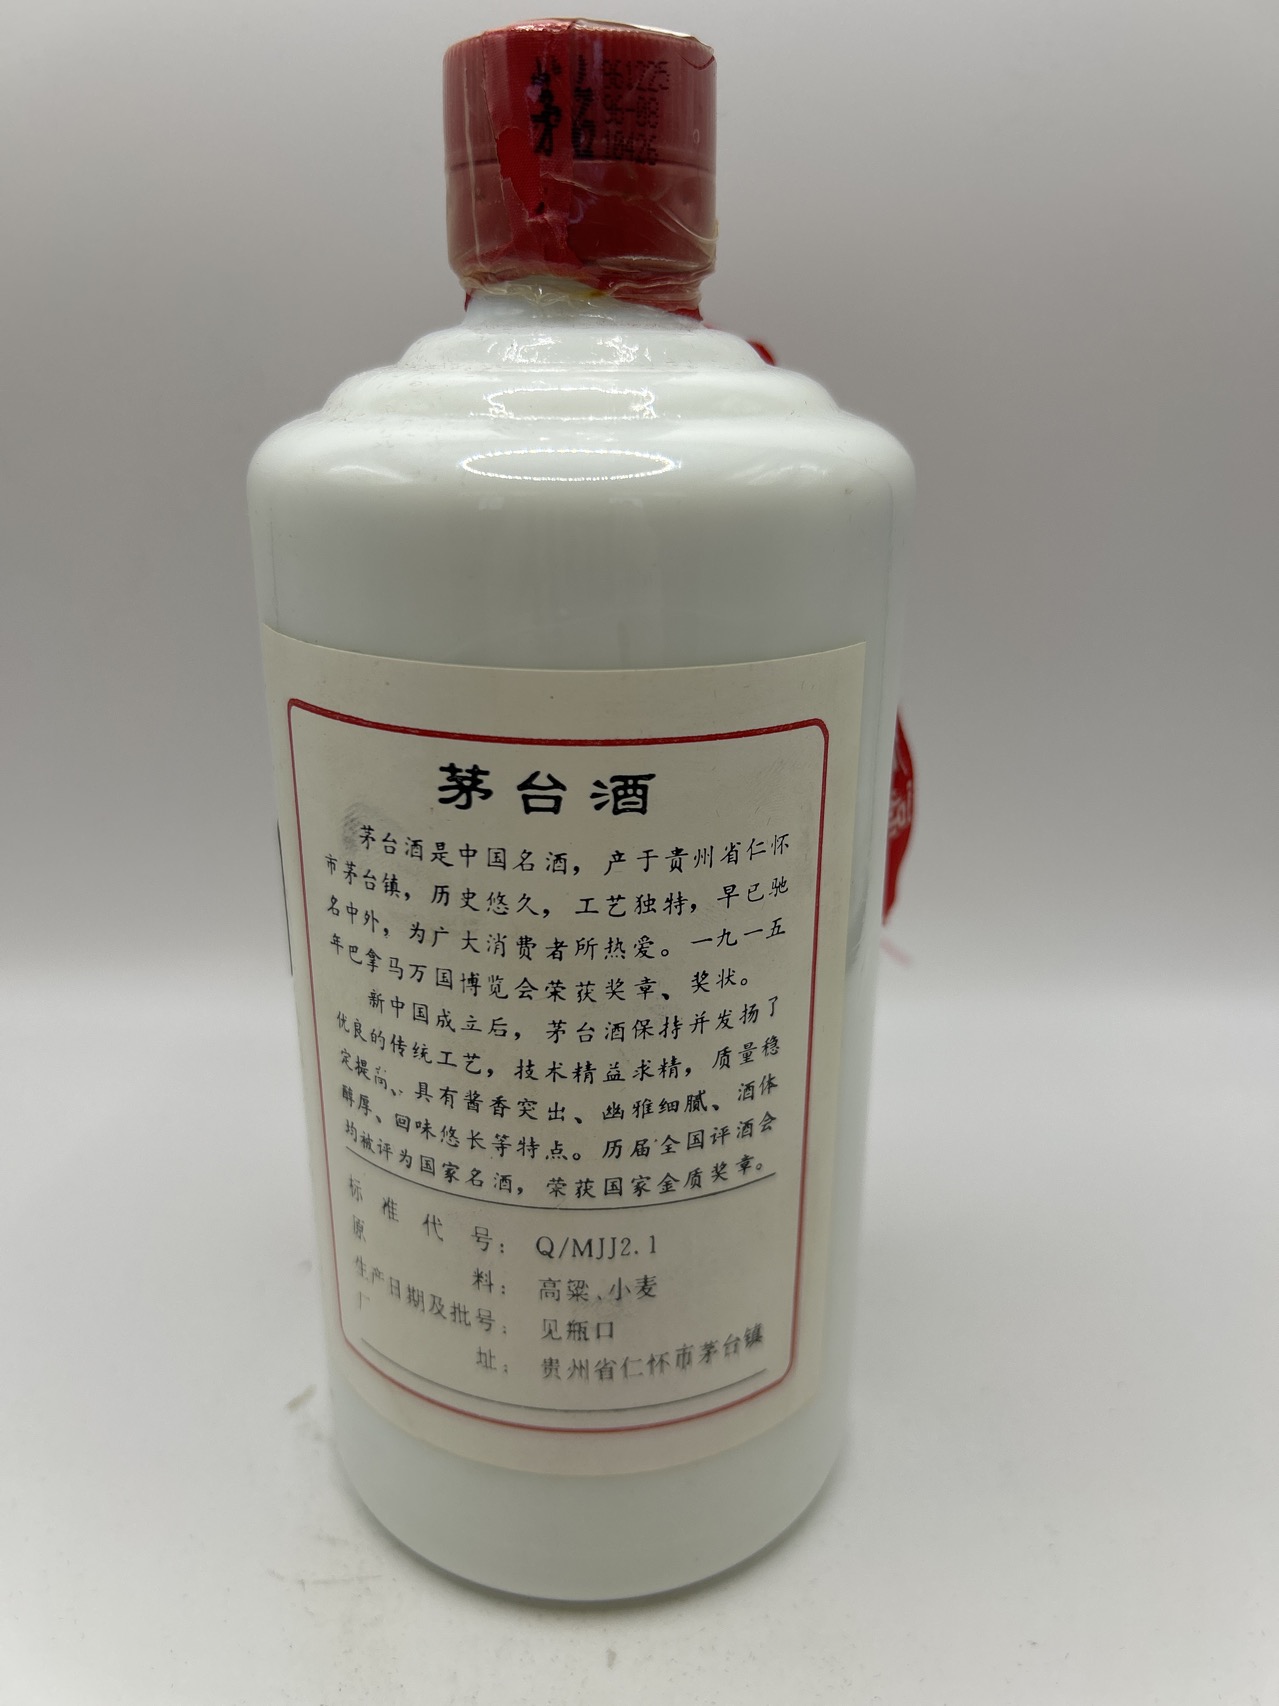 茅
961225
96-08
10426
茅台酒
茅台酒是中国名酒，产于贵州省仁怀
市茅台镇，历史悠久，工艺独特，早已驰
名中外，为广大消费者所热爱。一九一五
年巴拿马万国博览会荣获奖章、奖状。
新中国成立后，茅台酒保持并发扬了
优良的传统工艺，技术精益求精，质量稳
定提高、具有酱香突出、幽雅细腻、酒体
醇厚、回味悠长等特点。历届全国评酒会
均被评为国家名酒，荣获国家金质奖章。
标准代号：Q/MJJ2.1
原料：高粱、小麦
生产日期及批号：见瓶口
厂址：贵州省仁怀市茅台镇